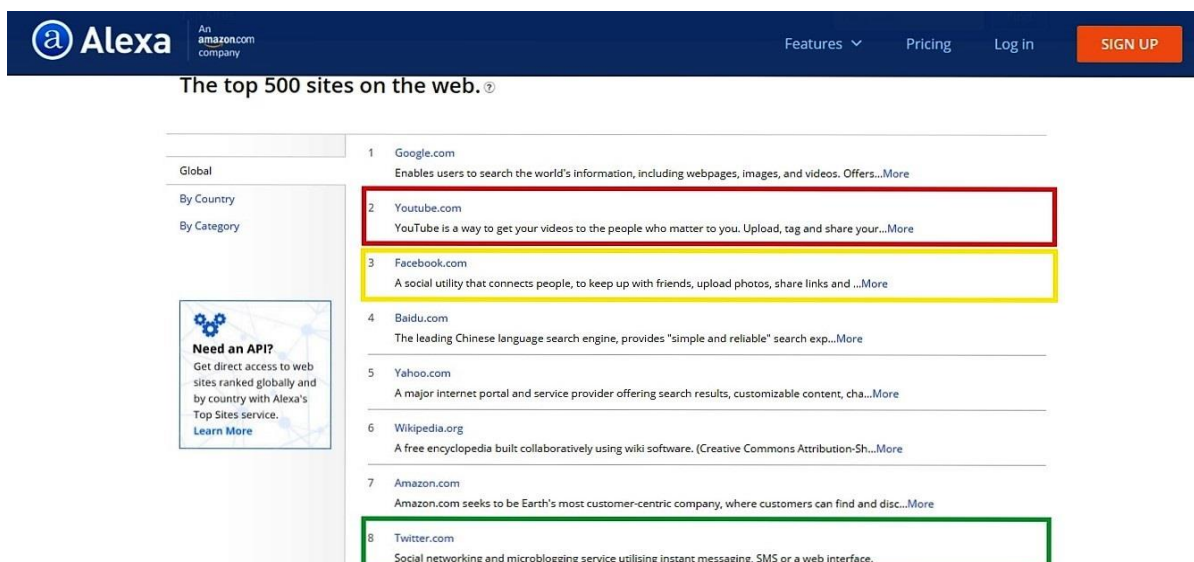 a Alexa An amazon.com company
Features Pricing Log in SIGN UP
The top 500 sites on the web. ?
Global
By Country
By Category
Need an API?
Get direct access to web
sites ranked globally and
by country with Alexa's
Top Sites service.
Learn More
1 Google.com
Enables users to search the world's information, including webpages, images, and videos. Offers...More
2 Youtube.com
YouTube is a way to get your videos to the people who matter to you. Upload, tag and share your...More
3 Facebook.com
A social utility that connects people, to keep up with friends, upload photos, share links and ...More
4 Baidu.com
The leading Chinese language search engine, provides "simple and reliable" search exp...More
5 Yahoo.com
A major internet portal and service provider offering search results, customizable content, cha...More
6 Wikipedia.org
A free encyclopedia built collaboratively using wiki software. (Creative Commons Attribution-Sh...More
7 Amazon.com
Amazon.com seeks to be Earth's most customer-centric company, where customers can find and disc...More
8 Twitter.com
Social networking and microblogging service utilising instant messaging, SMS or a web interface.